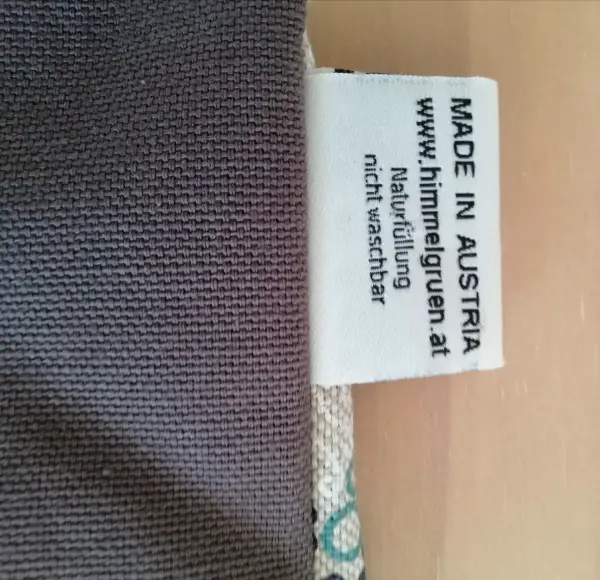 MADE IN AUSTRIA
www.himmelgruen.at
Naturfüllung
nicht waschbar